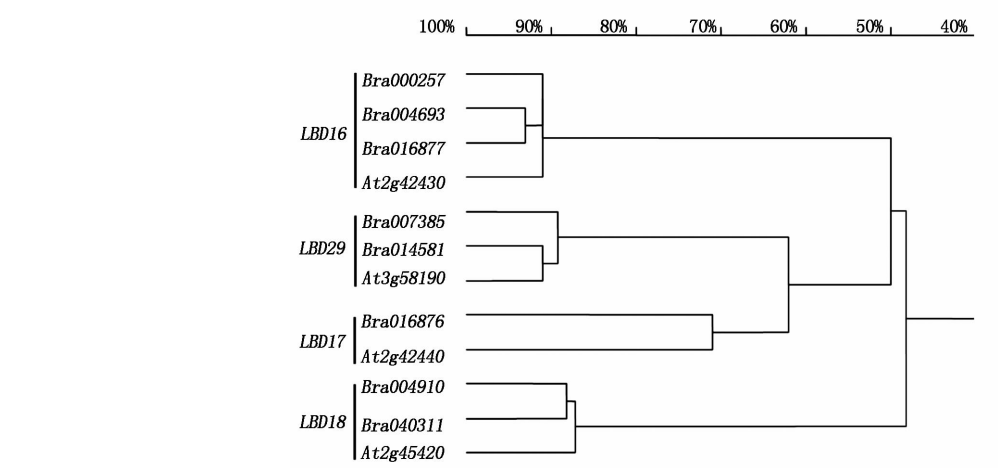 100% 90% 80% 70% 60% 50% 40%
Bra000257
Bra004693
LBD16
Bra016877
At2g42430
Bra007385
LBD29 Bra014581
At3g58190
Bra016876
LBD17
At2g42440
Bra004910
LBD18 Bra040311
At2g45420